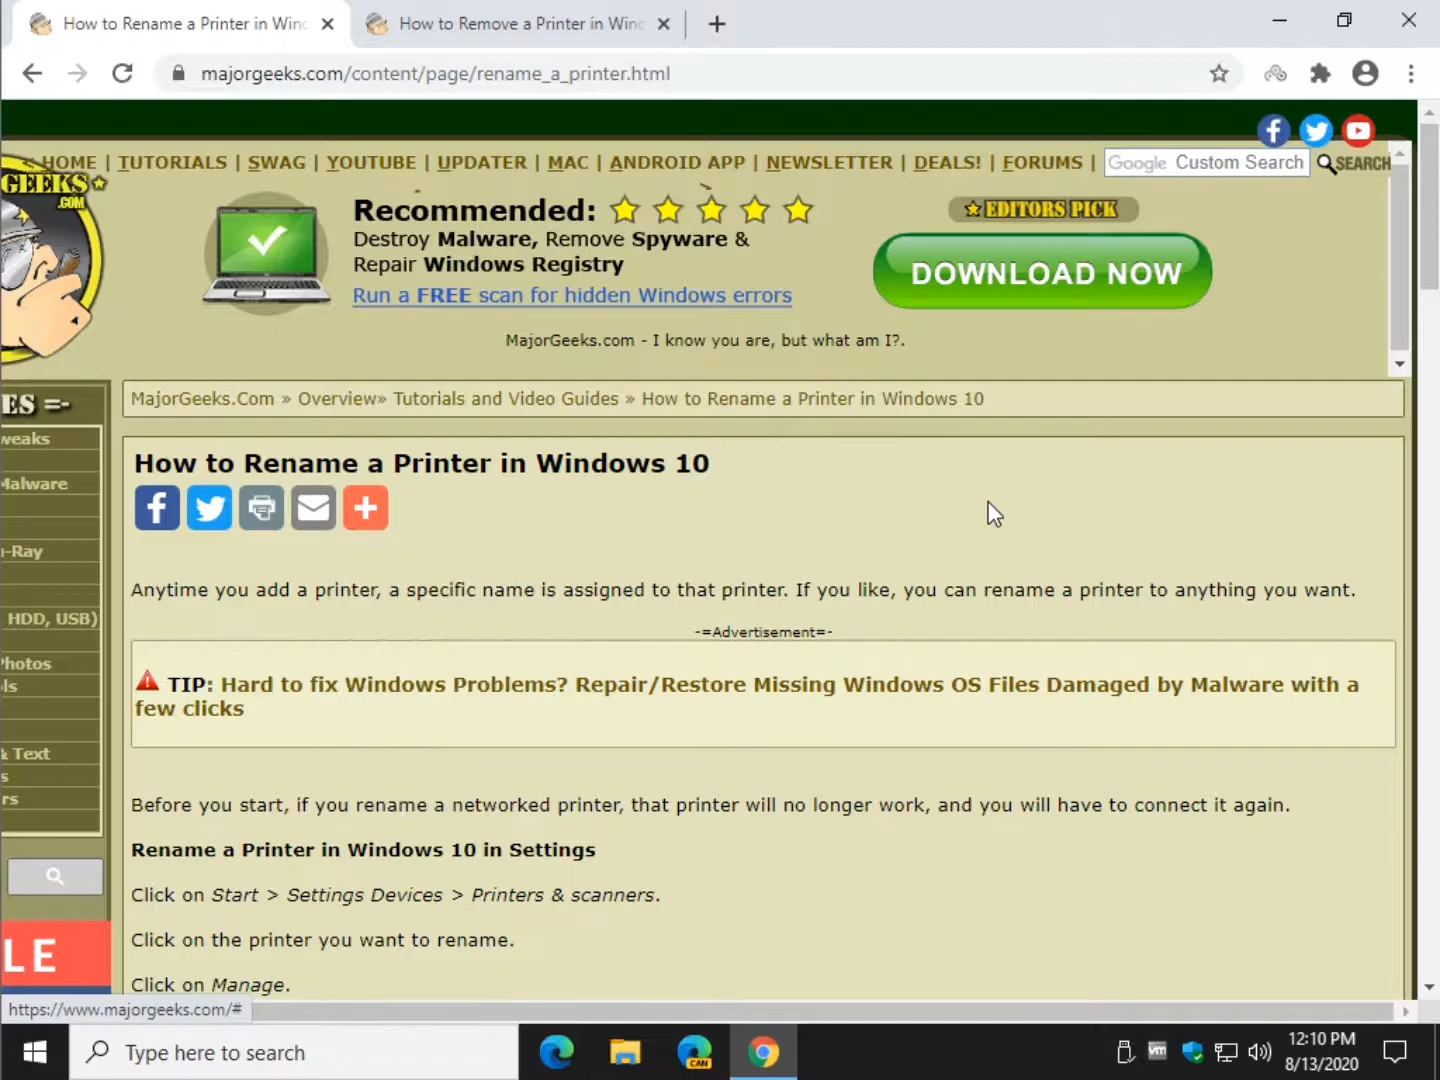 How to Rename a Printer in Winc
How to Remove a Printer in Winc
majorgeeks.com/content/page/rename_a_printer.html
GEEKS
.COM
< HOME | TUTORIALS | SWAG | YOUTUBE | UPDATER | MAC | ANDROID APP | NEWSLETTER | DEALS! | FORUMS |
Google Custom Search
SEARCH
Recommended:
Destroy Malware, Remove Spyware &
Repair Windows Registry
Run a FREE scan for hidden Windows errors
EDITORS PICK
DOWNLOAD NOW
MajorGeeks.com - I know you are, but what am I?.
ES =-
weaks
Malware
-Ray
HDD, USB)
Photos
ls
& Text
s
rs
LE
MajorGeeks.Com » Overview» Tutorials and Video Guides » How to Rename a Printer in Windows 10
How to Rename a Printer in Windows 10
Anytime you add a printer, a specific name is assigned to that printer. If you like, you can rename a printer to anything you want.
-=Advertisement=-
TIP: Hard to fix Windows Problems? Repair/Restore Missing Windows OS Files Damaged by Malware with a
few clicks
Before you start, if you rename a networked printer, that printer will no longer work, and you will have to connect it again.
Rename a Printer in Windows 10 in Settings
Click on Start > Settings Devices > Printers & scanners.
Click on the printer you want to rename.
Click on Manage.
https://www.majorgeeks.com/#
Type here to search
CAN
vm
12:10 PM
8/13/2020